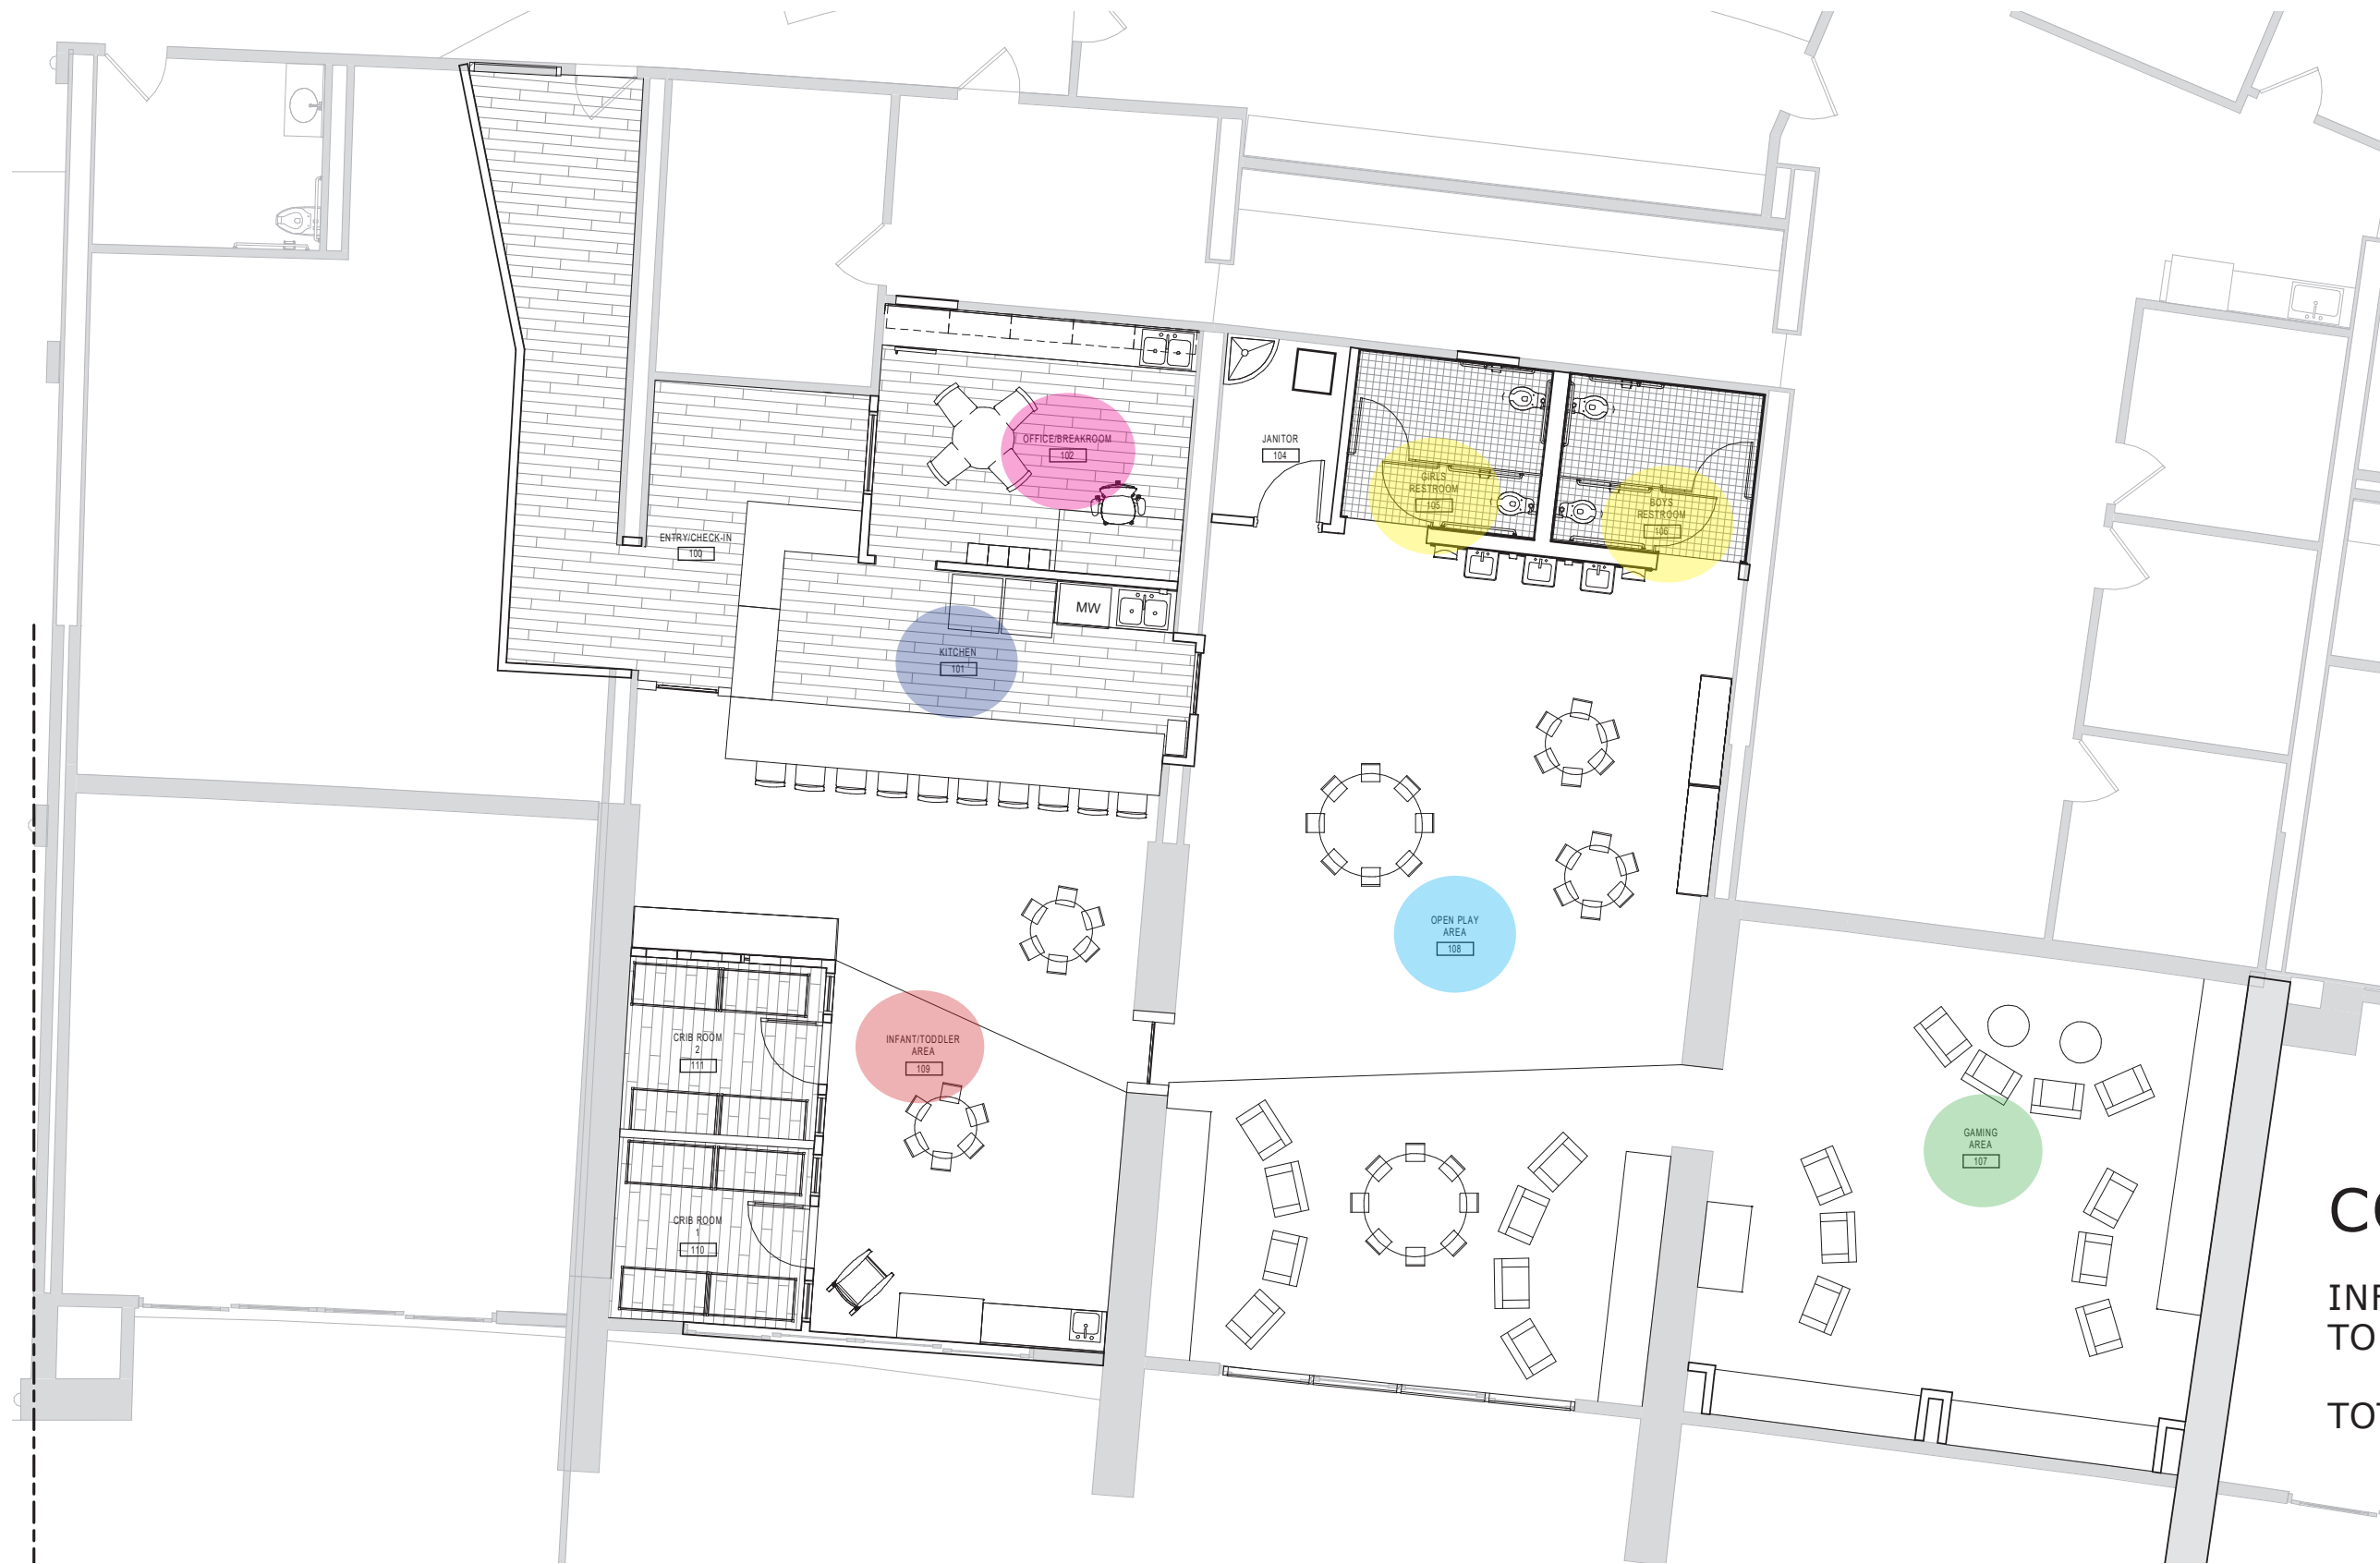 OFFICE/BREAKROOM
102
JANITOR
104
GIRLS
RESTROOM
105
BOYS
RESTROOM
106
ENTRY/CHECK-IN
100
MW
KITCHEN
101
OPEN PLAY
AREA
108
INFANT/TODDLER
AREA
109
CRIB ROOM
2
111
GAMING
AREA
107
CRIB ROOM
1
110
INF
TO
TOT